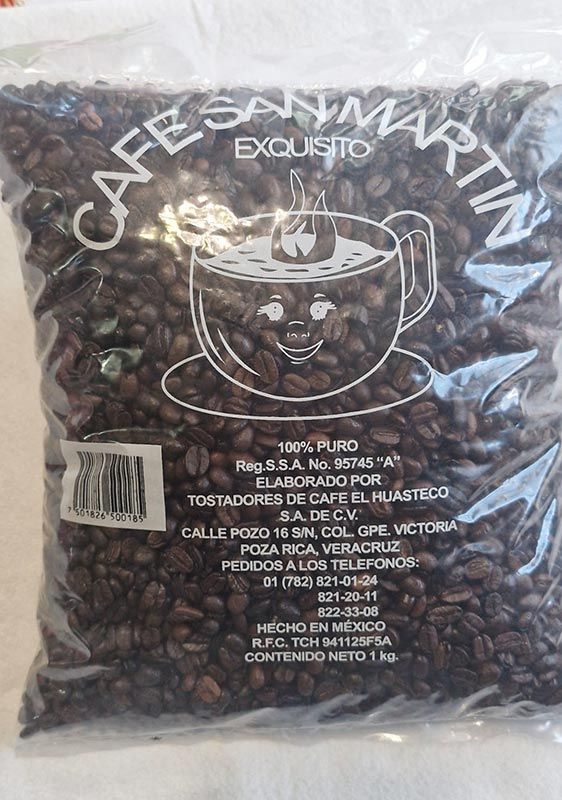 CAFE SAN MARTIN
EXQUISITO
100% PURO
Reg.S.S.A. No. 95745 "A"
ELABORADO POR
TOSTADORES DE CAFE EL HUASTECO
S.A. DE C.V.
CALLE POZO 16 S/N, COL. GPE. VICTORIA
POZA RICA, VERACRUZ
PEDIDOS A LOS TELEFONOS:
01 (782) 821-01-24
821-20-11
822-33-08
HECHO EN MÉXICO
R.F.C. TCH 941125F5A
CONTENIDO NETO 1 kg.
7 501826 500185